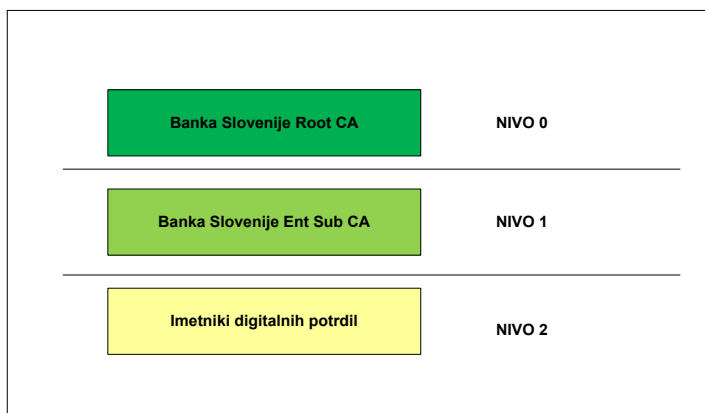 Banka Slovenije Root CA NIVO 0
Banka Slovenije Ent Sub CA NIVO 1
Imetniki digitalnih potrdil NIVO 2